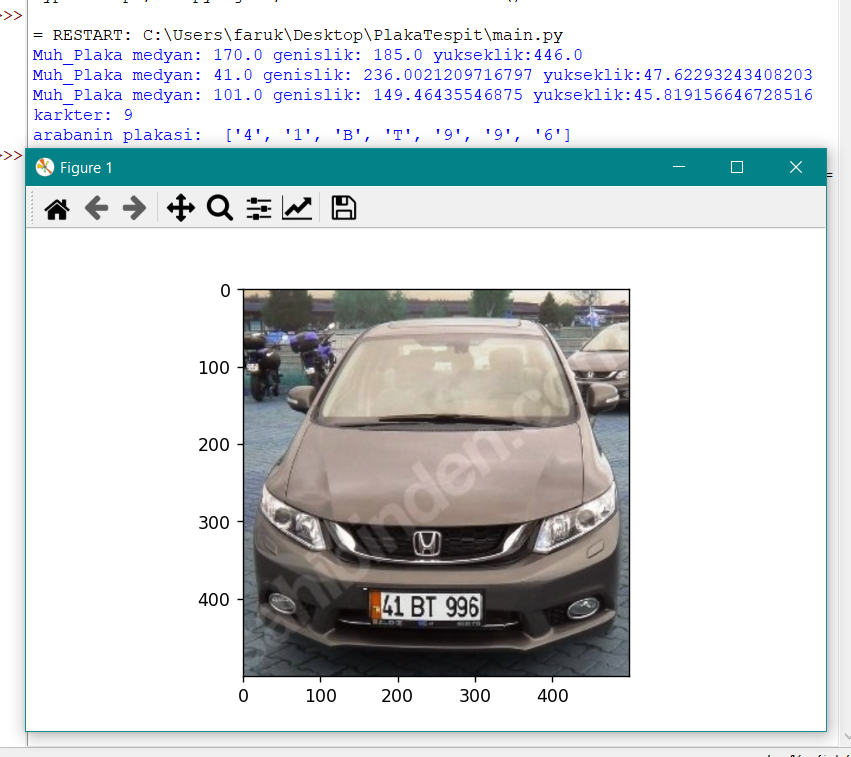 >>>
= RESTART: C:\Users\faruk\Desktop\PlakaTespit\main.py
Muh_Plaka medyan: 170.0 genislik: 185.0 yukseklik:446.0
Muh_Plaka medyan: 41.0 genislik: 236.0021209716797 yukseklik:47.62293243408203
Muh_Plaka medyan: 101.0 genislik: 149.46435546875 yukseklik:45.819156646728516
karkter: 9
arabanin plakasi:  ['4', '1', 'B', 'T', '9', '9', '6']
>>>
Figure 1
0
100
200
300
400
0 100 200 300 400
41 BT 996